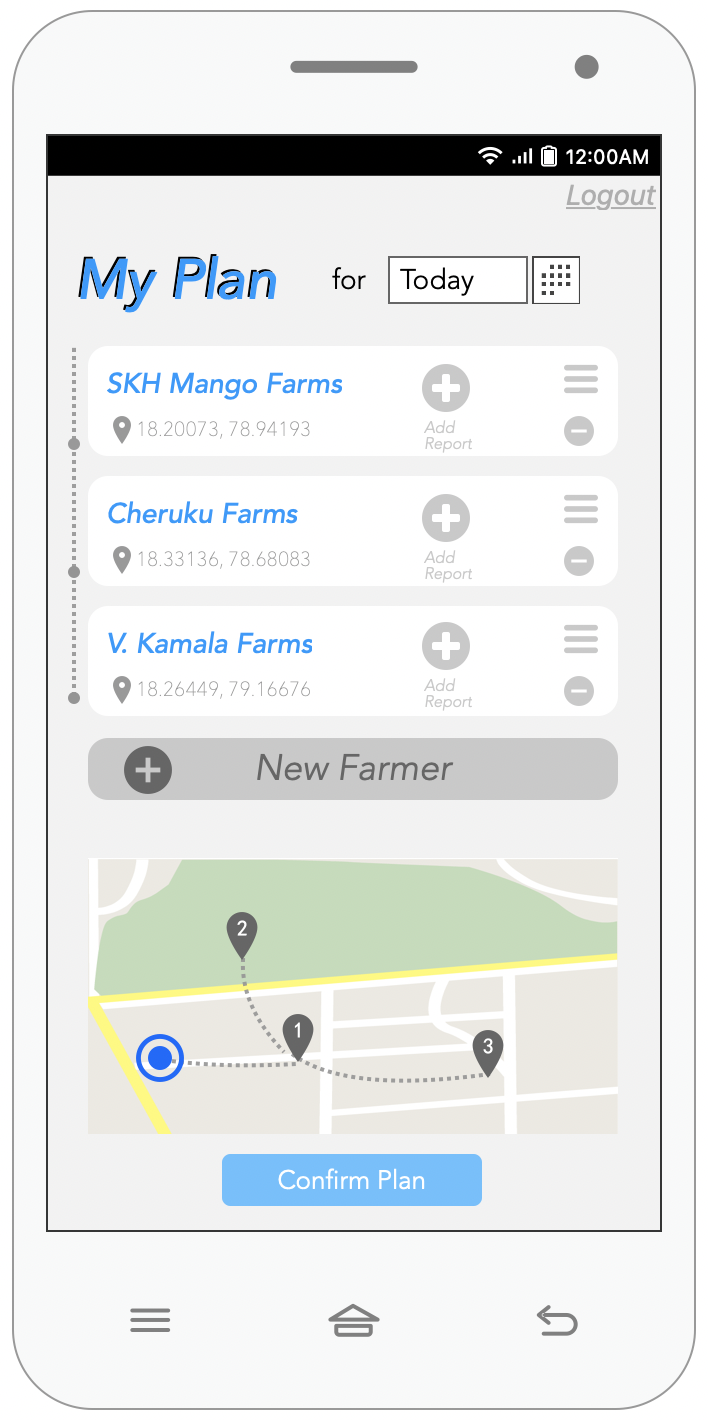 12:00AM
Logout
My Plan for Today
SKH Mango Farms
18.20073, 78.94193
Add
Report
Cheruku Farms
18.33136, 78.68083
Add
Report
V. Kamala Farms
18.26449, 79.16676
Add
Report
New Farmer
2
1
3
Confirm Plan